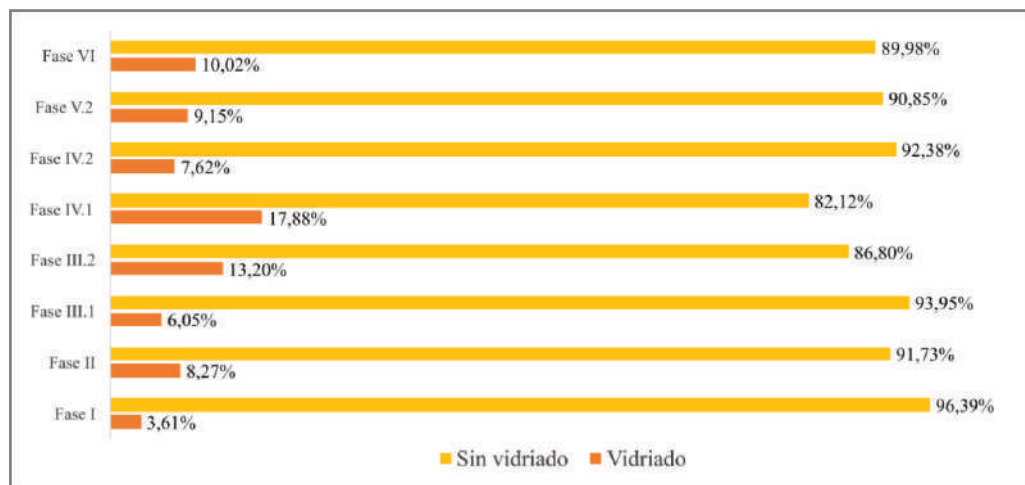 Fase VI
89,98%
10,02%
Fase V.2
90,85%
9,15%
Fase IV.2
92,38%
7,62%
Fase IV.1
82,12%
17,88%
Fase III.2
86,80%
13,20%
Fase III.1
93,95%
6,05%
Fase II
91,73%
8,27%
Fase I
96,39%
3,61%
Sin vidriado Vidriado